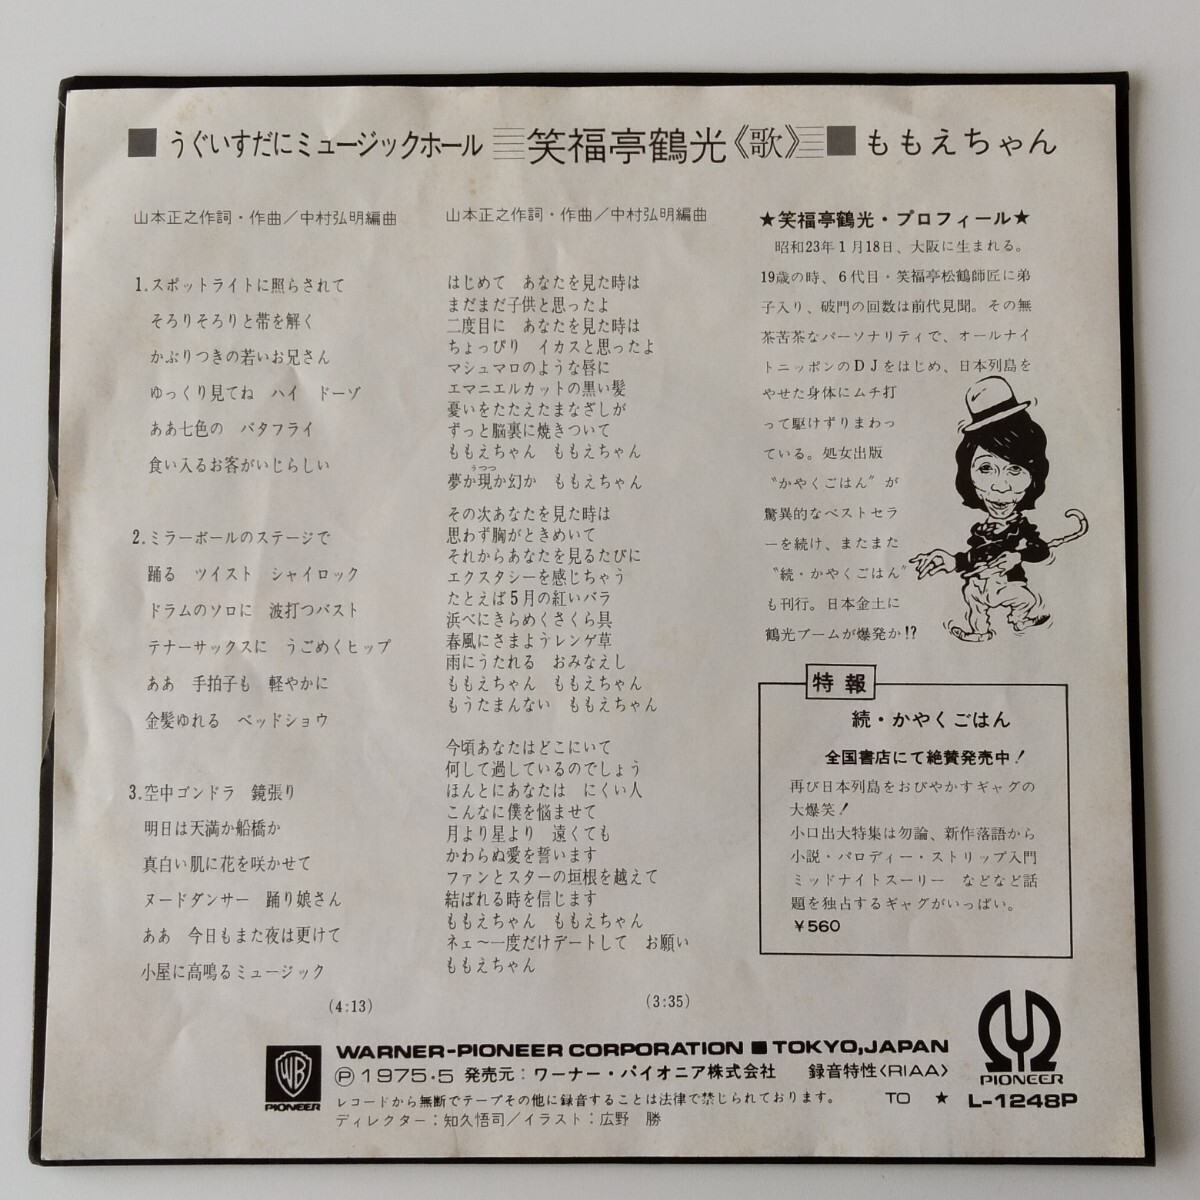 ■うぐいすだにミュージックホール 笑福亭鶴光《歌》■ももえちゃん
山本正之作詞・作曲／中村弘明編曲
1.スポットライトに照らされて
そろりそろりと帯を解く
かぶりつきの若いお兄さん
ゆっくり見てね ハイ ドーゾ
ああ七色の バタフライ
食い入るお客がいじらしい
2.ミラーボールのステージで
踊る ツイスト シャイロック
ドラムのソロに 波打つバスト
テナーサックスに うごめくヒップ
ああ 手拍子も 軽やかに
金髪ゆれる ベッドショウ
3.空中ゴンドラ 鏡張り
明日は天満か船橋か
真白い肌に花を咲かせて
ヌードダンサー 踊り娘さん
ああ 今日もまた夜は更けて
小屋に高鳴るミュージック
(4:13)
山本正之作詞・作曲／中村弘明編曲
はじめて あなたを見た時は
まだまだ子供と思ったよ
二度目に あなたを見た時は
ちょっぴり イカスと思ったよ
マシュマロのような唇に
エマニエルカットの黒い髪
憂いをたたえたまなざしが
ずっと脳裏に焼きついて
ももえちゃん ももえちゃん
うつつ
夢か現か幻か ももえちゃん
その次あなたを見た時は
思わず胸がときめいて
それからあなたを見るたびに
エクスタシーを感じちゃう
たとえば5月の紅いバラ
浜べにきらめくさくら貝
春風にさまようレンゲ草
雨にうたれる おみなえし
ももえちゃん ももえちゃん
もうたまんない ももえちゃん
今頃あなたはどこにいて
何して過しているのでしょう
ほんとにあなたは にくい人
こんなに僕を悩ませて
月より星より 遠くても
かわらぬ愛を誓います
ファンとスターの垣根を越えて
結ばれる時を信じます
ももえちゃん ももえちゃん
ネェ〜一度だけデートして お願い
ももえちゃん
(3:35)
★笑福亭鶴光・プロフィール★
昭和23年1月18日、大阪に生まれる。
19歳の時、6代目・笑福亭松鶴師匠に弟
子入り、破門の回数は前代見聞。その無
茶苦茶なパーソナリティで、オールナイ
トニッポンのDJをはじめ、日本列島を
やせた身体にムチ打
って駆けずりまわっ
ている。処女出版
〝かやくごはん〟が
驚異的なベストセラ
ーを続け、またまた
〝続・かやくごはん〟
も刊行。日本全土に
鶴光ブームが爆発か!?
特報
続・かやくごはん
全国書店にて絶賛発売中！
再び日本列島をおびやかすギャグの
大爆笑！
小口出大特集は勿論、新作落語から
小説・パロディー・ストリップ入門
ミッドナイトスーリー などなど話
題を独占するギャグがいっぱい。
¥560
WB
PIONEER
WARNER-PIONEER CORPORATION ■ TOKYO,JAPAN
Ⓟ1975・5 発売元：ワーナー・パイオニア株式会社 録音特性〈RIAA〉
レコードから無断でテープその他に録音することは法律で禁じられております。 TO ★ L-1248P
ディレクター：知久悟司／イラスト：広野 勝
PIONEER